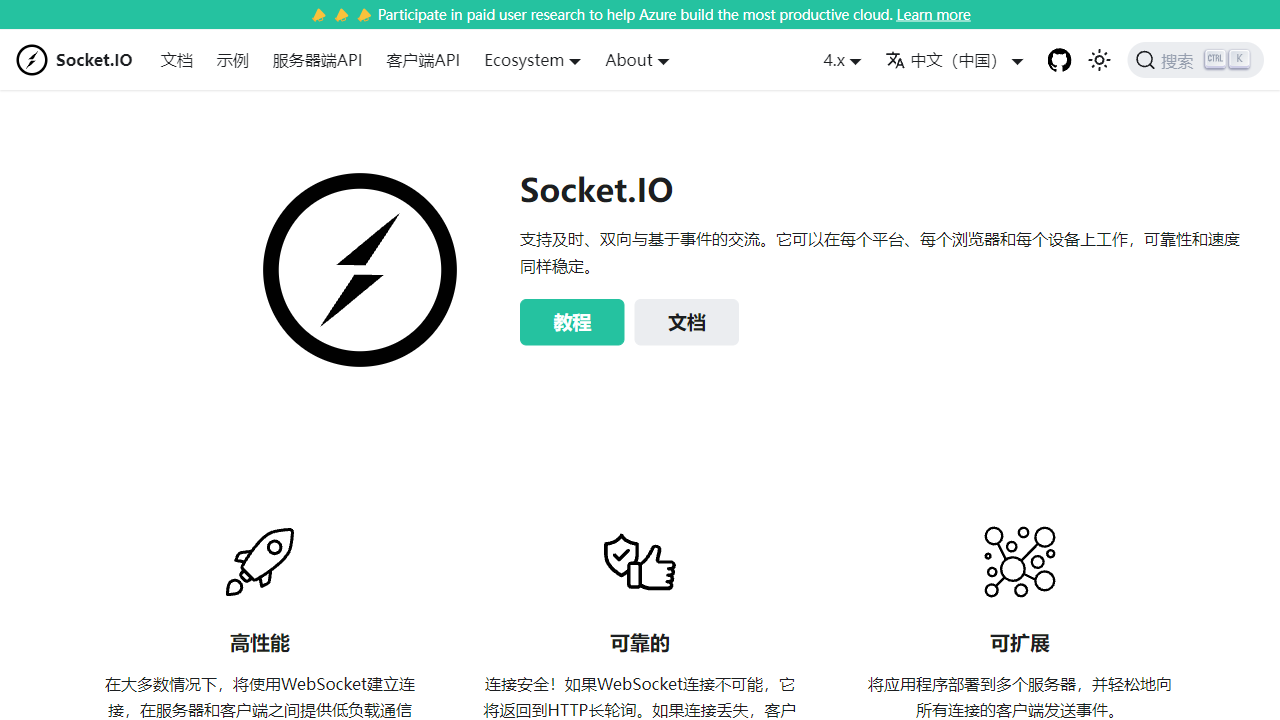 Participate in paid user research to help Azure build the most productive cloud. Learn more
Socket.IO 文档 示例 服务器端API 客户端API Ecosystem About 4.x 中文（中国） 搜索 CTRL K
Socket.IO
支持及时、双向与基于事件的交流。它可以在每个平台、每个浏览器和每个设备上工作，可靠性和速度
同样稳定。
教程 文档
高性能
在大多数情况下，将使用WebSocket建立连
接，在服务器和客户端之间提供低负载通信
可靠的
连接安全！如果WebSocket连接不可能，它
将返回到HTTP长轮询。如果连接丢失，客户
可扩展
将应用程序部署到多个服务器，并轻松地向
所有连接的客户端发送事件。